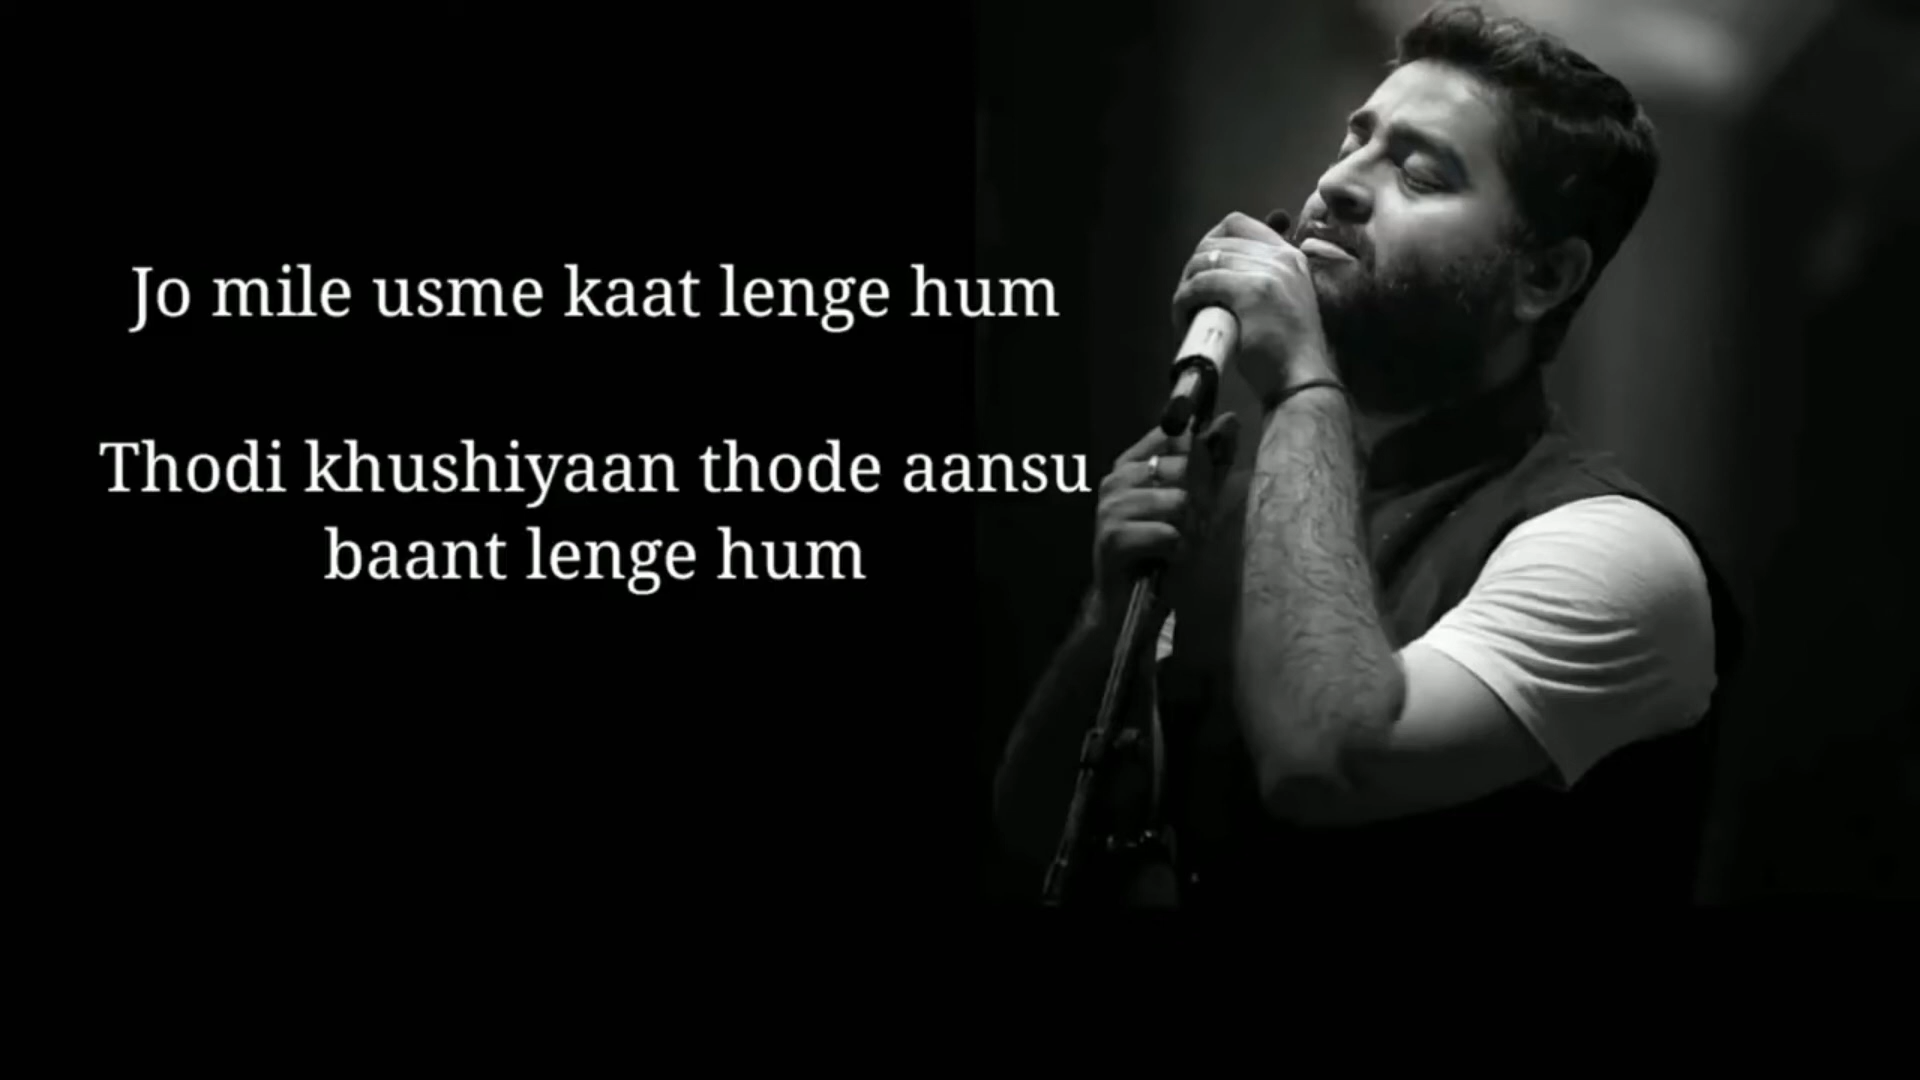 Jo mile usme kaat lenge hum
Thodi khushiyaan thode aansu
baant lenge hum